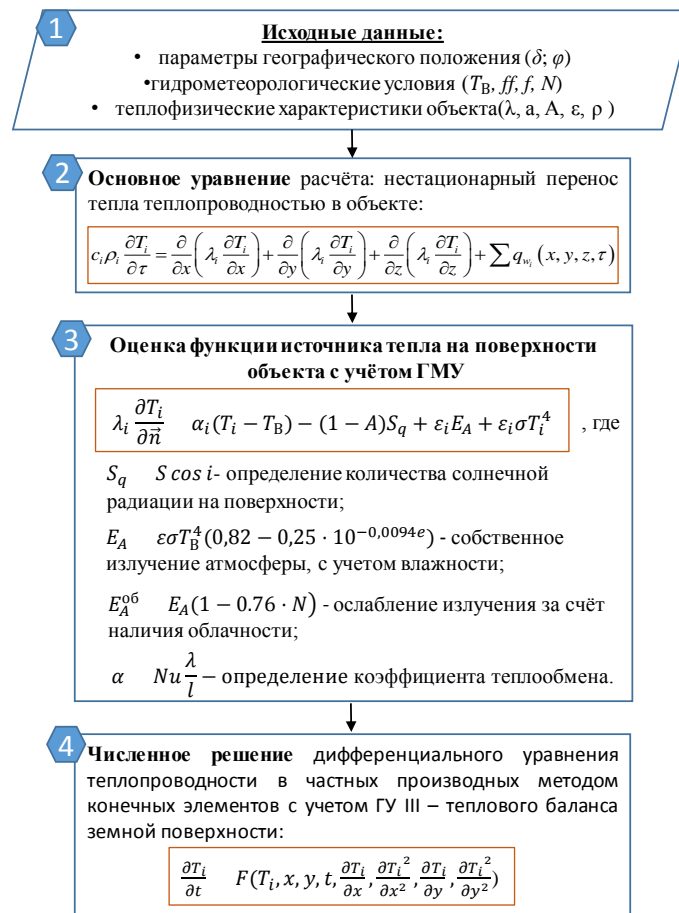 1
Исходные данные:
• параметры географического положения (δ; φ)
•гидрометеорологические условия (T_В, ff, f, N)
• теплофизические характеристики объекта(λ, a, A, ε, ρ )
2
Основное уравнение расчёта: нестационарный перенос
тепла теплопроводностью в объекте:
c_i ρ_i ∂T_i/∂τ = ∂/∂x (λ_i ∂T_i/∂x) + ∂/∂y (λ_i ∂T_i/∂y) + ∂/∂z (λ_i ∂T_i/∂z) + ∑ q_{w_i} (x, y, z, τ)
3
Оценка функции источника тепла на поверхности
объекта с учётом ГМУ
λ_i ∂T_i/∂n⃗ α_i(T_i − T_В) − (1 − A)S_q + ε_i E_A + ε_i σT_i^4 , где
S_q S cos i- определение количества солнечной
радиации на поверхности;
E_A εσT_В^4(0,82 − 0,25 · 10^{−0,0094e}) - собственное
излучение атмосферы, с учетом влажности;
E_A^{об} E_A(1 − 0.76 · N) - ослабление излучения за счёт
наличия облачности;
α Nu λ/l − определение коэффициента теплообмена.
4
Численное решение дифференциального уравнения
теплопроводности в частных производных методом
конечных элементов с учетом ГУ III – теплового баланса
земной поверхности:
∂T_i/∂t F(T_i, x, y, t, ∂T_i/∂x, ∂T_i^2/∂x^2, ∂T_i/∂y, ∂T_i^2/∂y^2)